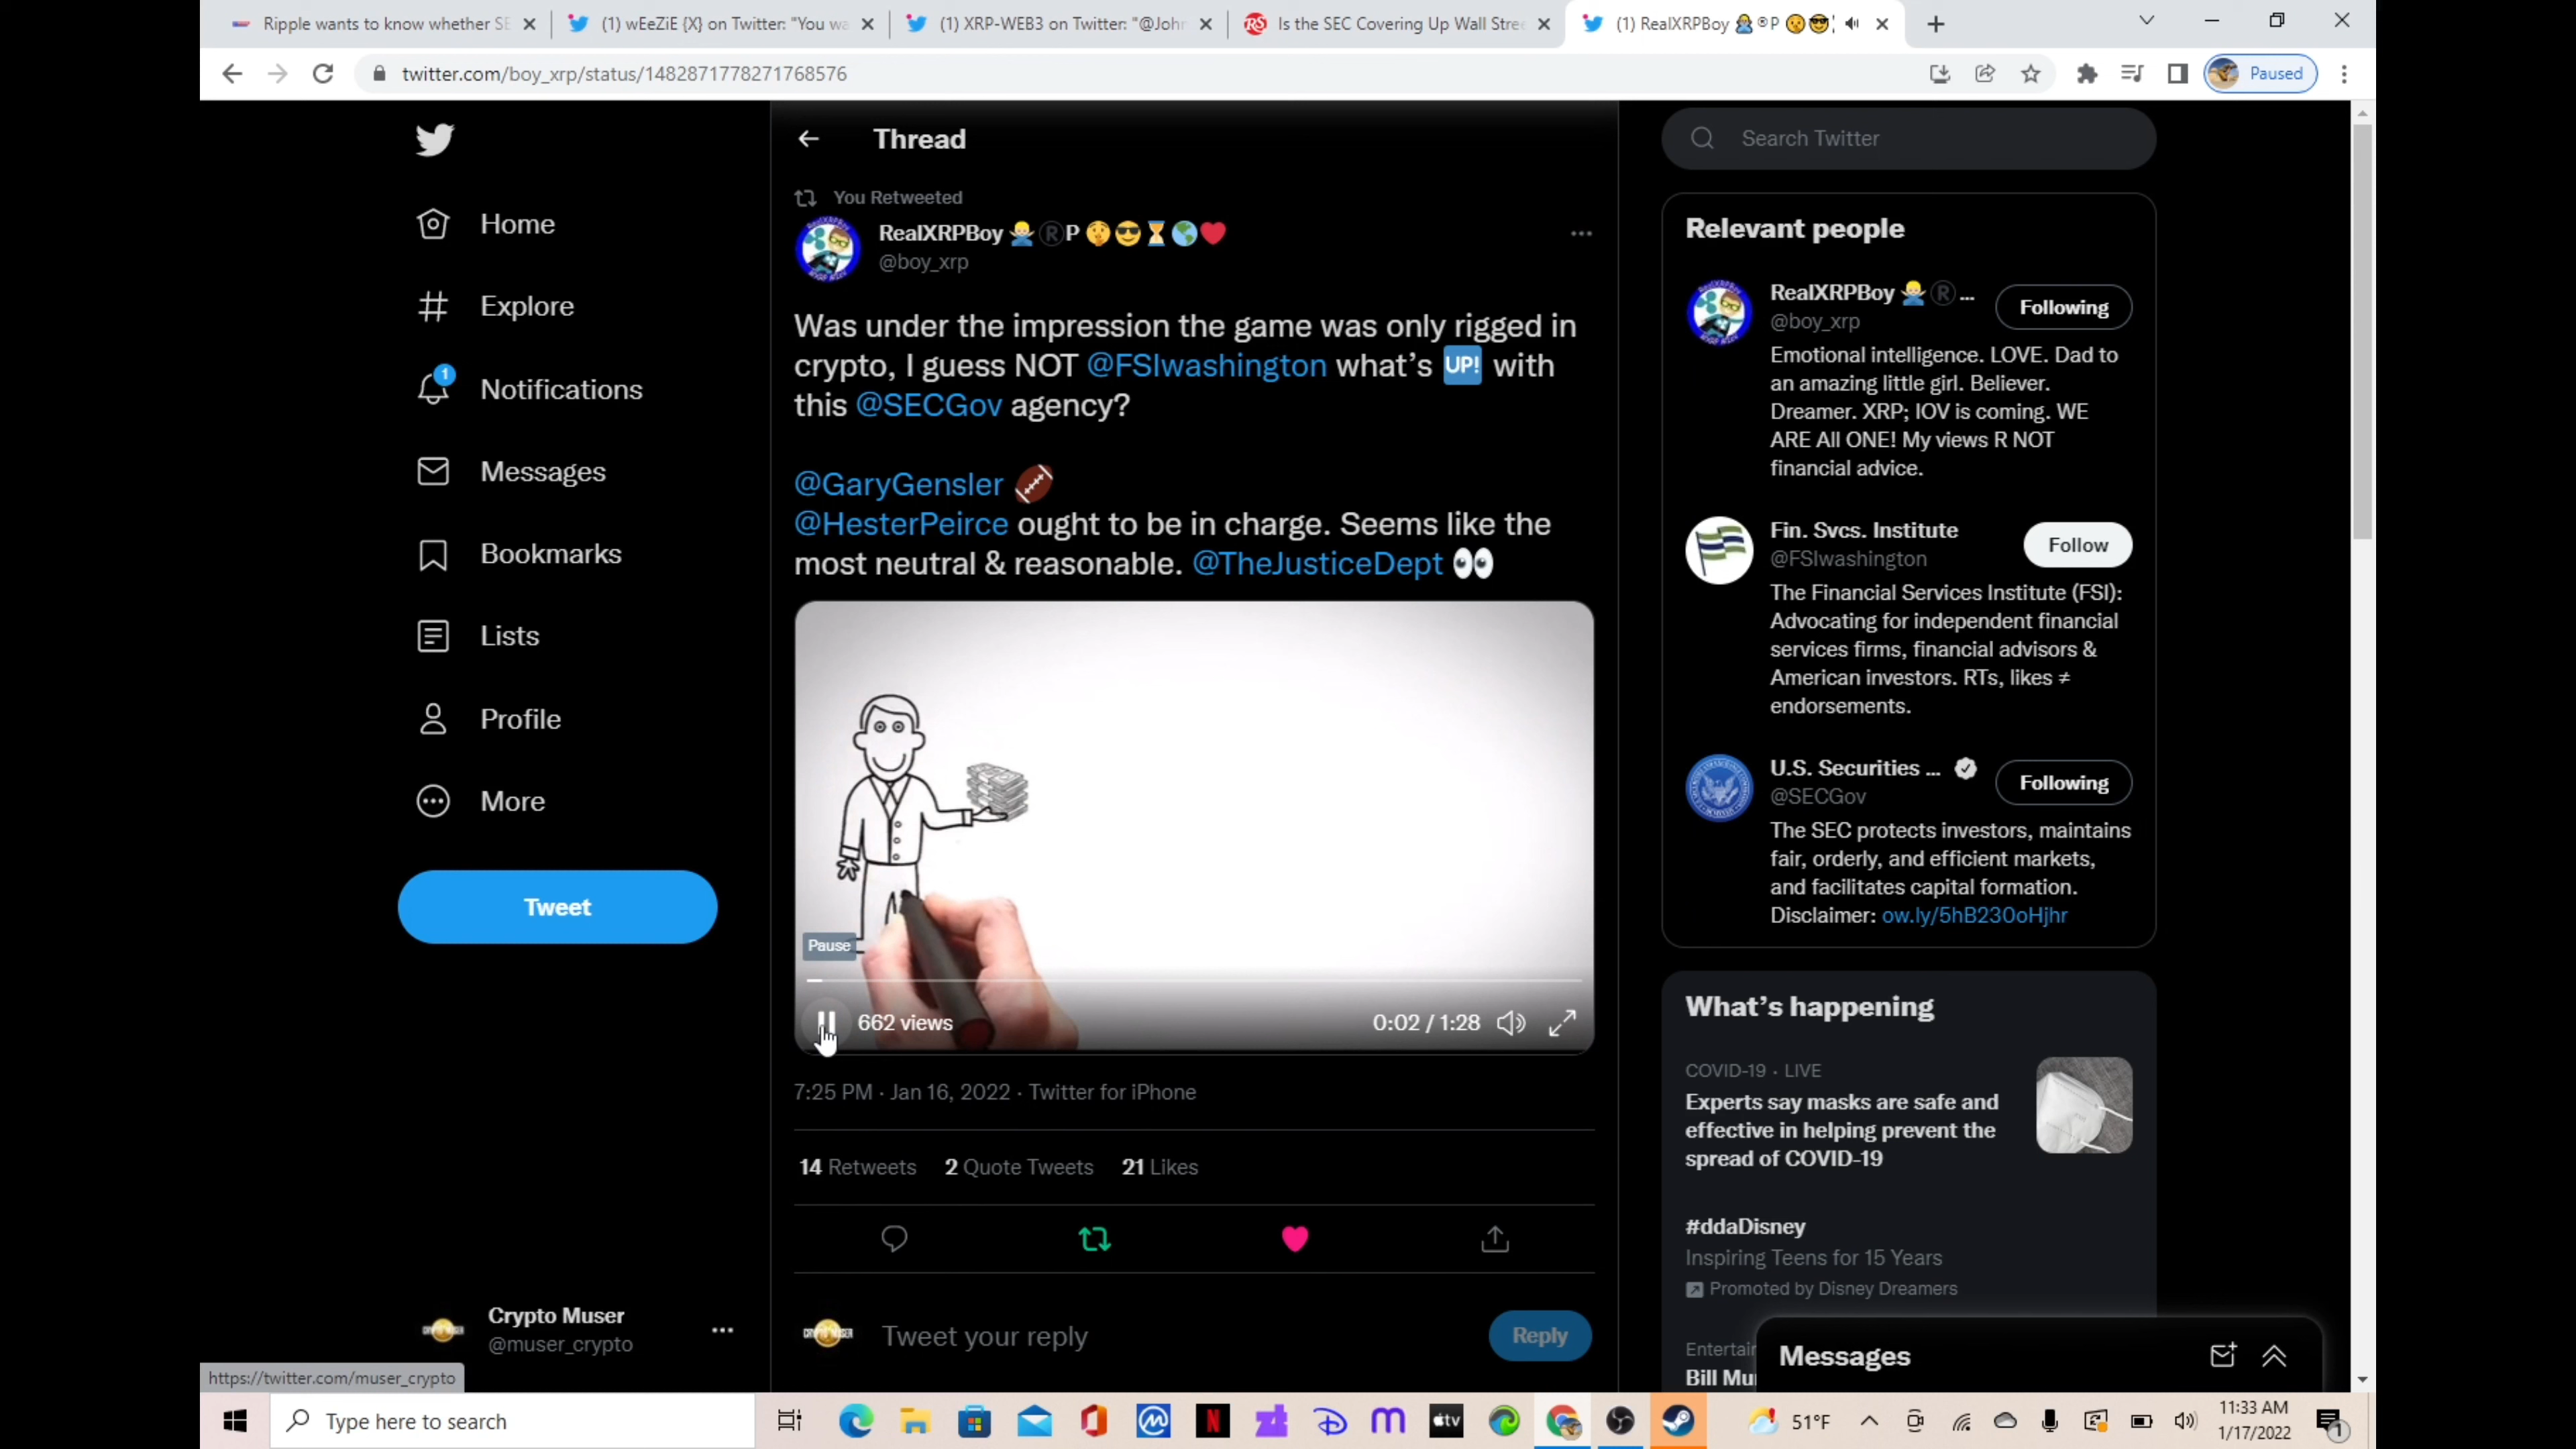 Ripple wants to know whether SE
(1) wEeZiE {X} on Twitter: "You wa
(1) XRP-WEB3 on Twitter: "@John
Is the SEC Covering Up Wall Stree
(1) RealXRPBoy
twitter.com/boy_xrp/status/1482871778271768576
Paused
Thread
Search Twitter
Home
Explore
1
Notifications
Messages
Bookmarks
Lists
Profile
More
Tweet
You Retweeted
RealXRPBoy ®P
@boy_xrp
Was under the impression the game was only rigged in
crypto, I guess NOT @FSIwashington what's UP! with
this @SECGov agency?
@GaryGensler
@HesterPeirce ought to be in charge. Seems like the
most neutral & reasonable. @TheJusticeDept
Pause
662 views
0:02 / 1:28
7:25 PM · Jan 16, 2022 · Twitter for iPhone
14 Retweets 2 Quote Tweets 21 Likes
Tweet your reply
Reply
Relevant people
RealXRPBoy ® ...
@boy_xrp
Following
Emotional intelligence. LOVE. Dad to
an amazing little girl. Believer.
Dreamer. XRP; IOV is coming. WE
ARE All ONE! My views R NOT
financial advice.
Fin. Svcs. Institute
@FSIwashington
Follow
The Financial Services Institute (FSI):
Advocating for independent financial
services firms, financial advisors &
American investors. RTs, likes ≠
endorsements.
U.S. Securities ...
@SECGov
Following
The SEC protects investors, maintains
fair, orderly, and efficient markets,
and facilitates capital formation.
Disclaimer: ow.ly/5hB230oHjhr
What's happening
COVID-19 · LIVE
Experts say masks are safe and
effective in helping prevent the
spread of COVID-19
#ddaDisney
Inspiring Teens for 15 Years
Promoted by Disney Dreamers
Entertain
Bill Mu
Messages
Crypto Muser
@muser_crypto
https://twitter.com/muser_crypto
Type here to search
tv
51°F
11:33 AM
1/17/2022
1